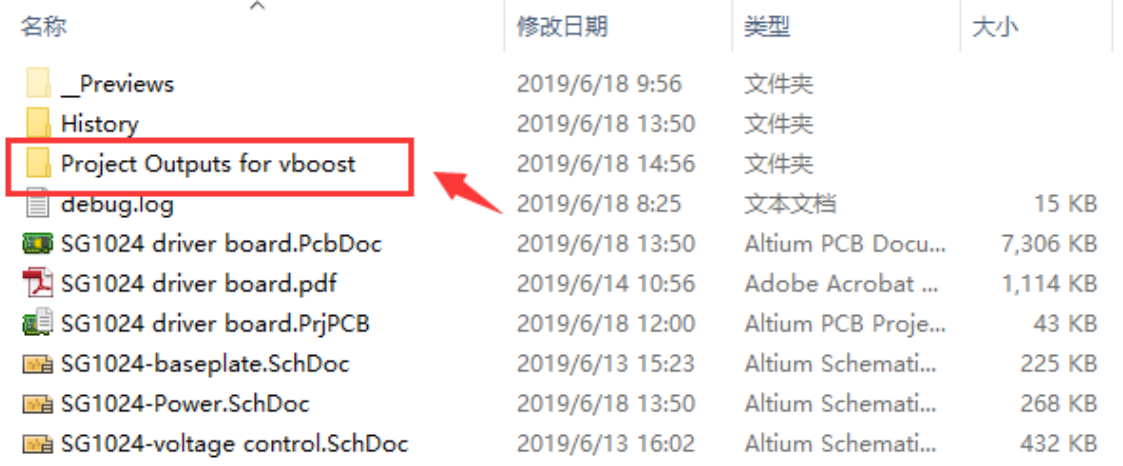 名称 修改日期 类型 大小
__Previews 2019/6/18 9:56 文件夹
History 2019/6/18 13:50 文件夹
Project Outputs for vboost 2019/6/18 14:56 文件夹
debug.log 2019/6/18 8:25 文本文档 15 KB
SG1024 driver board.PcbDoc 2019/6/18 13:50 Altium PCB Docu... 7,306 KB
SG1024 driver board.pdf 2019/6/14 10:56 Adobe Acrobat ... 1,114 KB
SG1024 driver board.PrjPCB 2019/6/18 12:00 Altium PCB Proje... 43 KB
SG1024-baseplate.SchDoc 2019/6/13 15:23 Altium Schemati... 225 KB
SG1024-Power.SchDoc 2019/6/18 13:50 Altium Schemati... 268 KB
SG1024-voltage control.SchDoc 2019/6/13 16:02 Altium Schemati... 432 KB